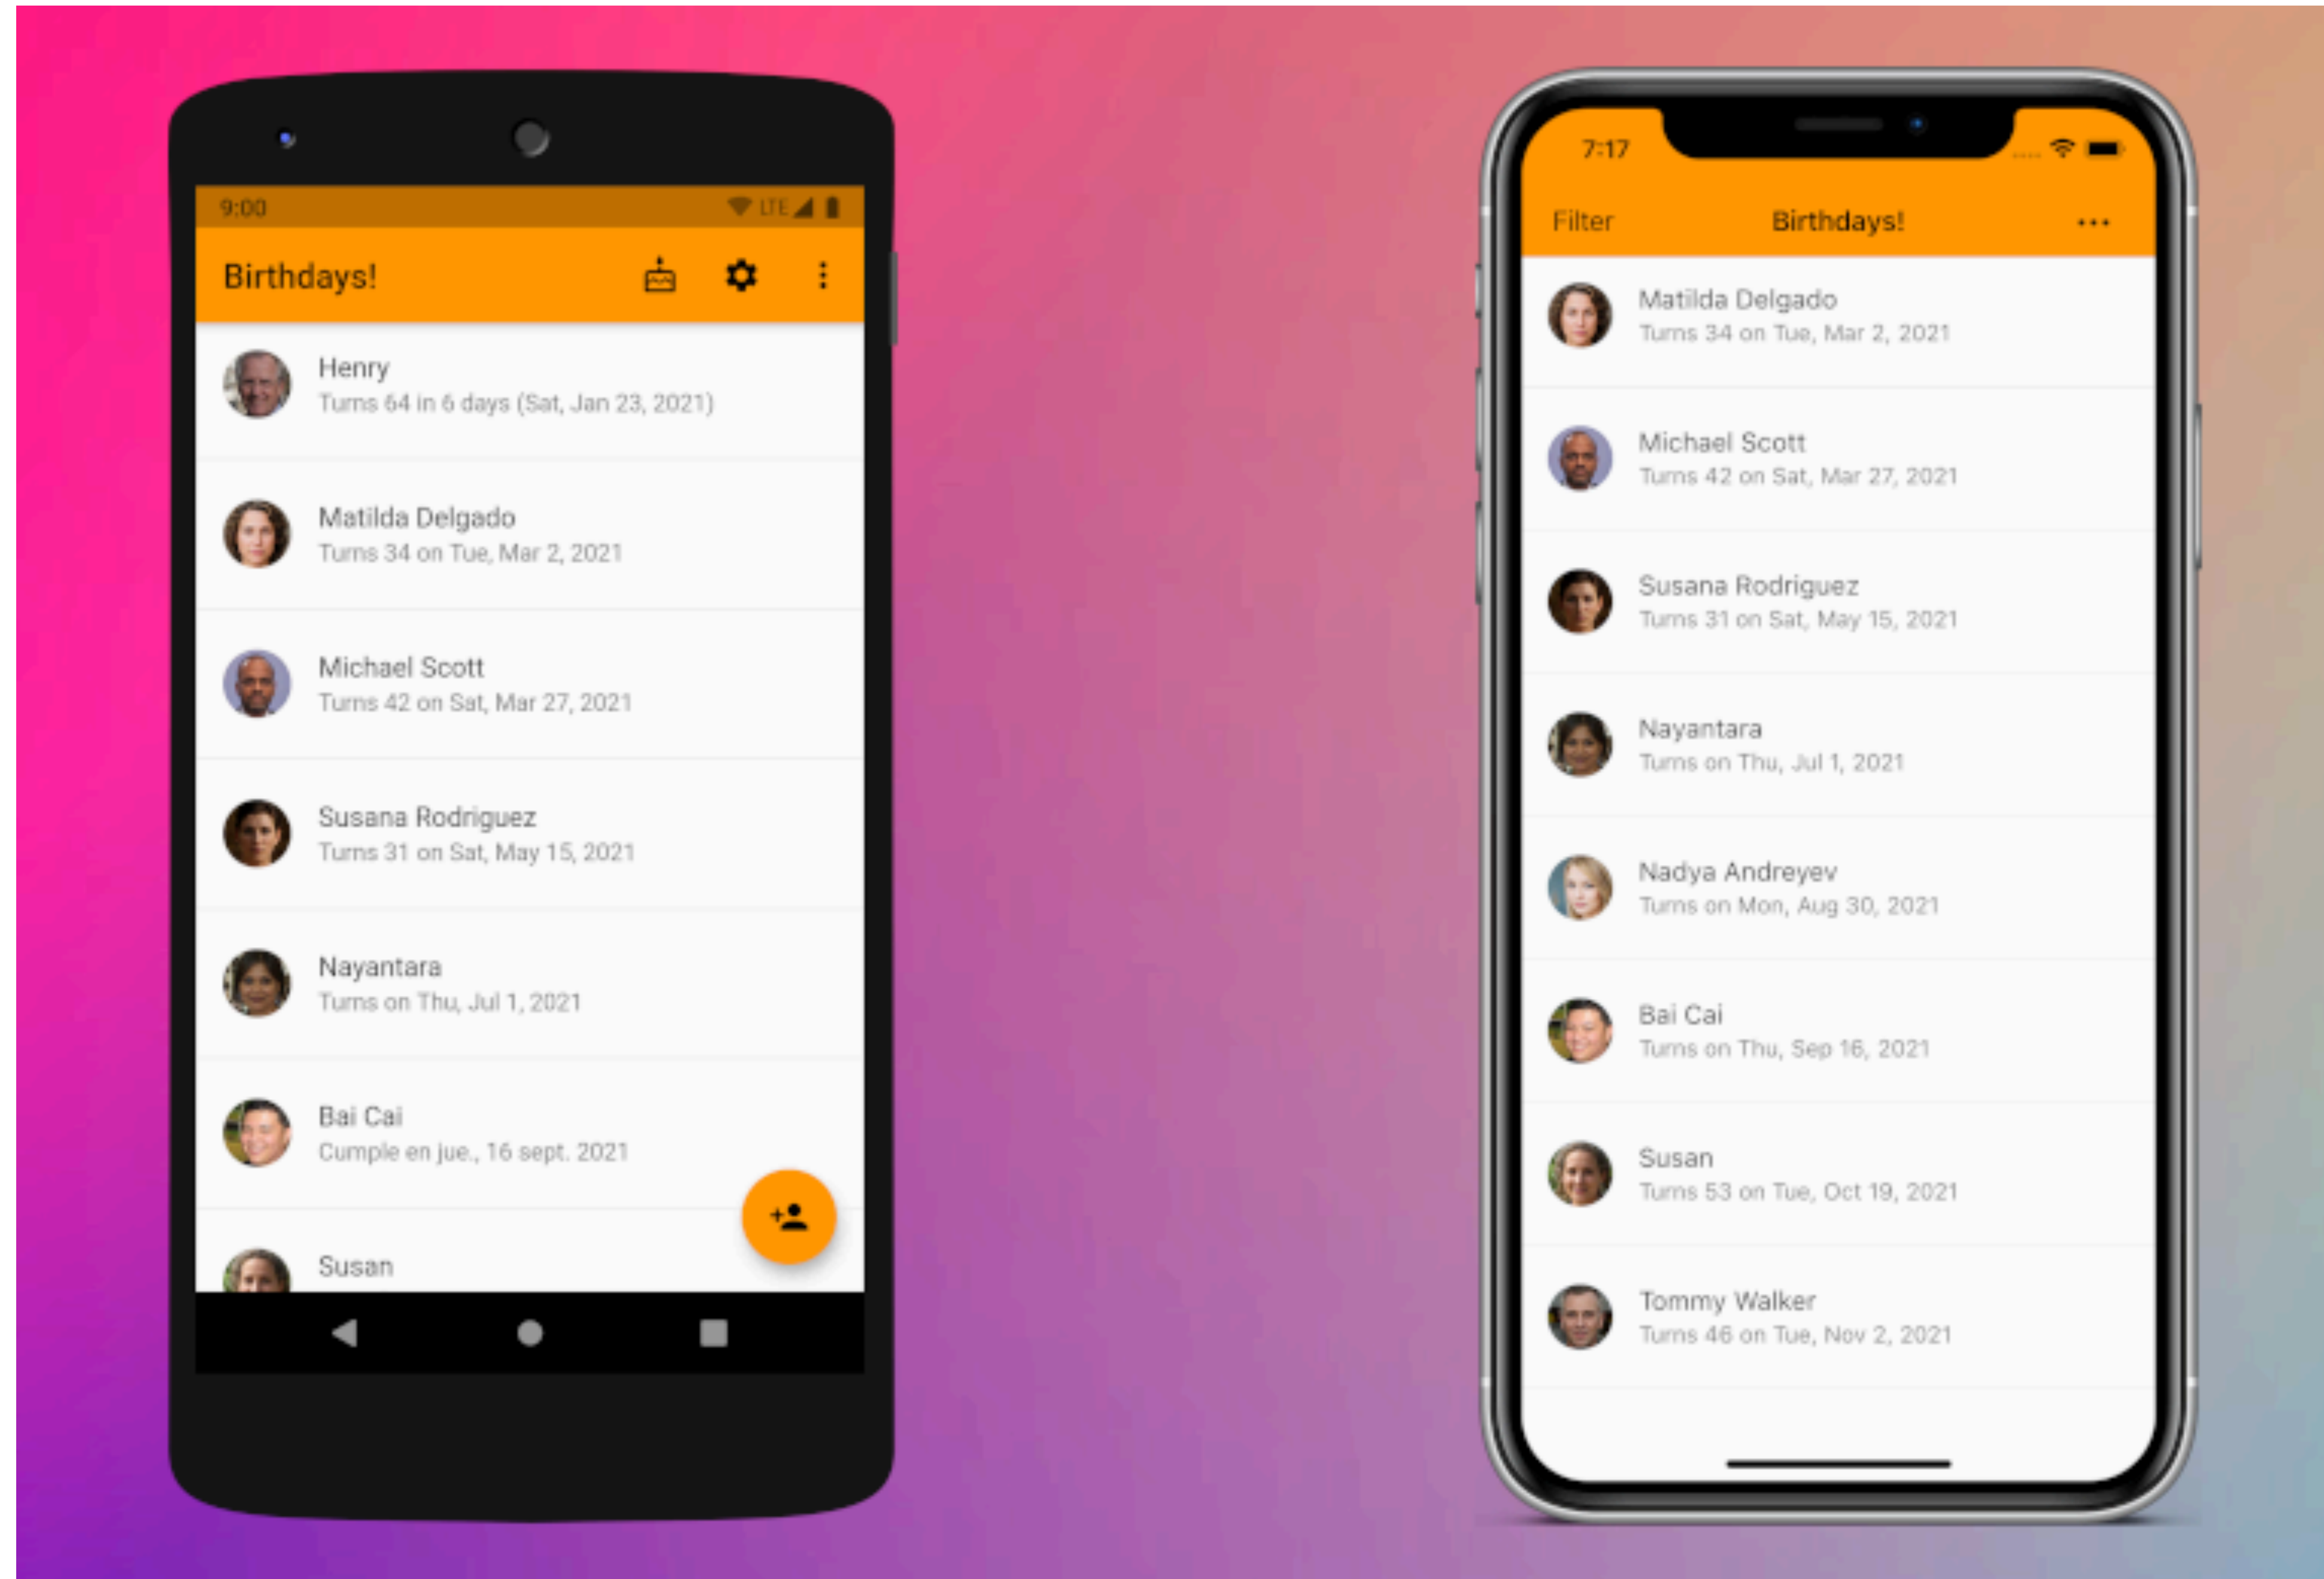 9:00
LTE
Birthdays!
Henry
Turns 64 in 6 days (Sat, Jan 23, 2021)
Matilda Delgado
Turns 34 on Tue, Mar 2, 2021
Michael Scott
Turns 42 on Sat, Mar 27, 2021
Susana Rodriguez
Turns 31 on Sat, May 15, 2021
Nayantara
Turns on Thu, Jul 1, 2021
Bai Cai
Cumple en jue., 16 sept. 2021
Susan
7:17
Filter
Birthdays!
Matilda Delgado
Turns 34 on Tue, Mar 2, 2021
Michael Scott
Turns 42 on Sat, Mar 27, 2021
Susana Rodriguez
Turns 31 on Sat, May 15, 2021
Nayantara
Turns on Thu, Jul 1, 2021
Nadya Andreyev
Turns on Mon, Aug 30, 2021
Bai Cai
Turns on Thu, Sep 16, 2021
Susan
Turns 53 on Tue, Oct 19, 2021
Tommy Walker
Turns 46 on Tue, Nov 2, 2021